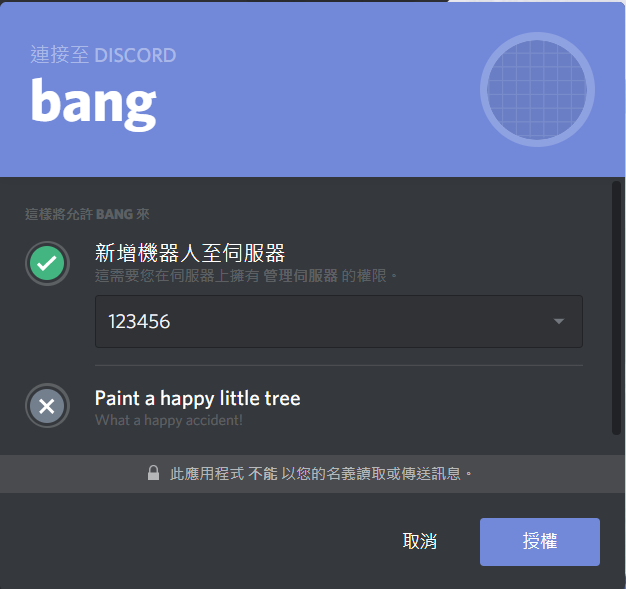 連接至 DISCORD
bang
這樣將允許 BANG 來
新增機器人至伺服器
這需要您在伺服器上擁有 管理伺服器 的權限。
123456
Paint a happy little tree
What a happy accident!
此應用程式 不能 以您的名義讀取或傳送訊息。
取消
授權